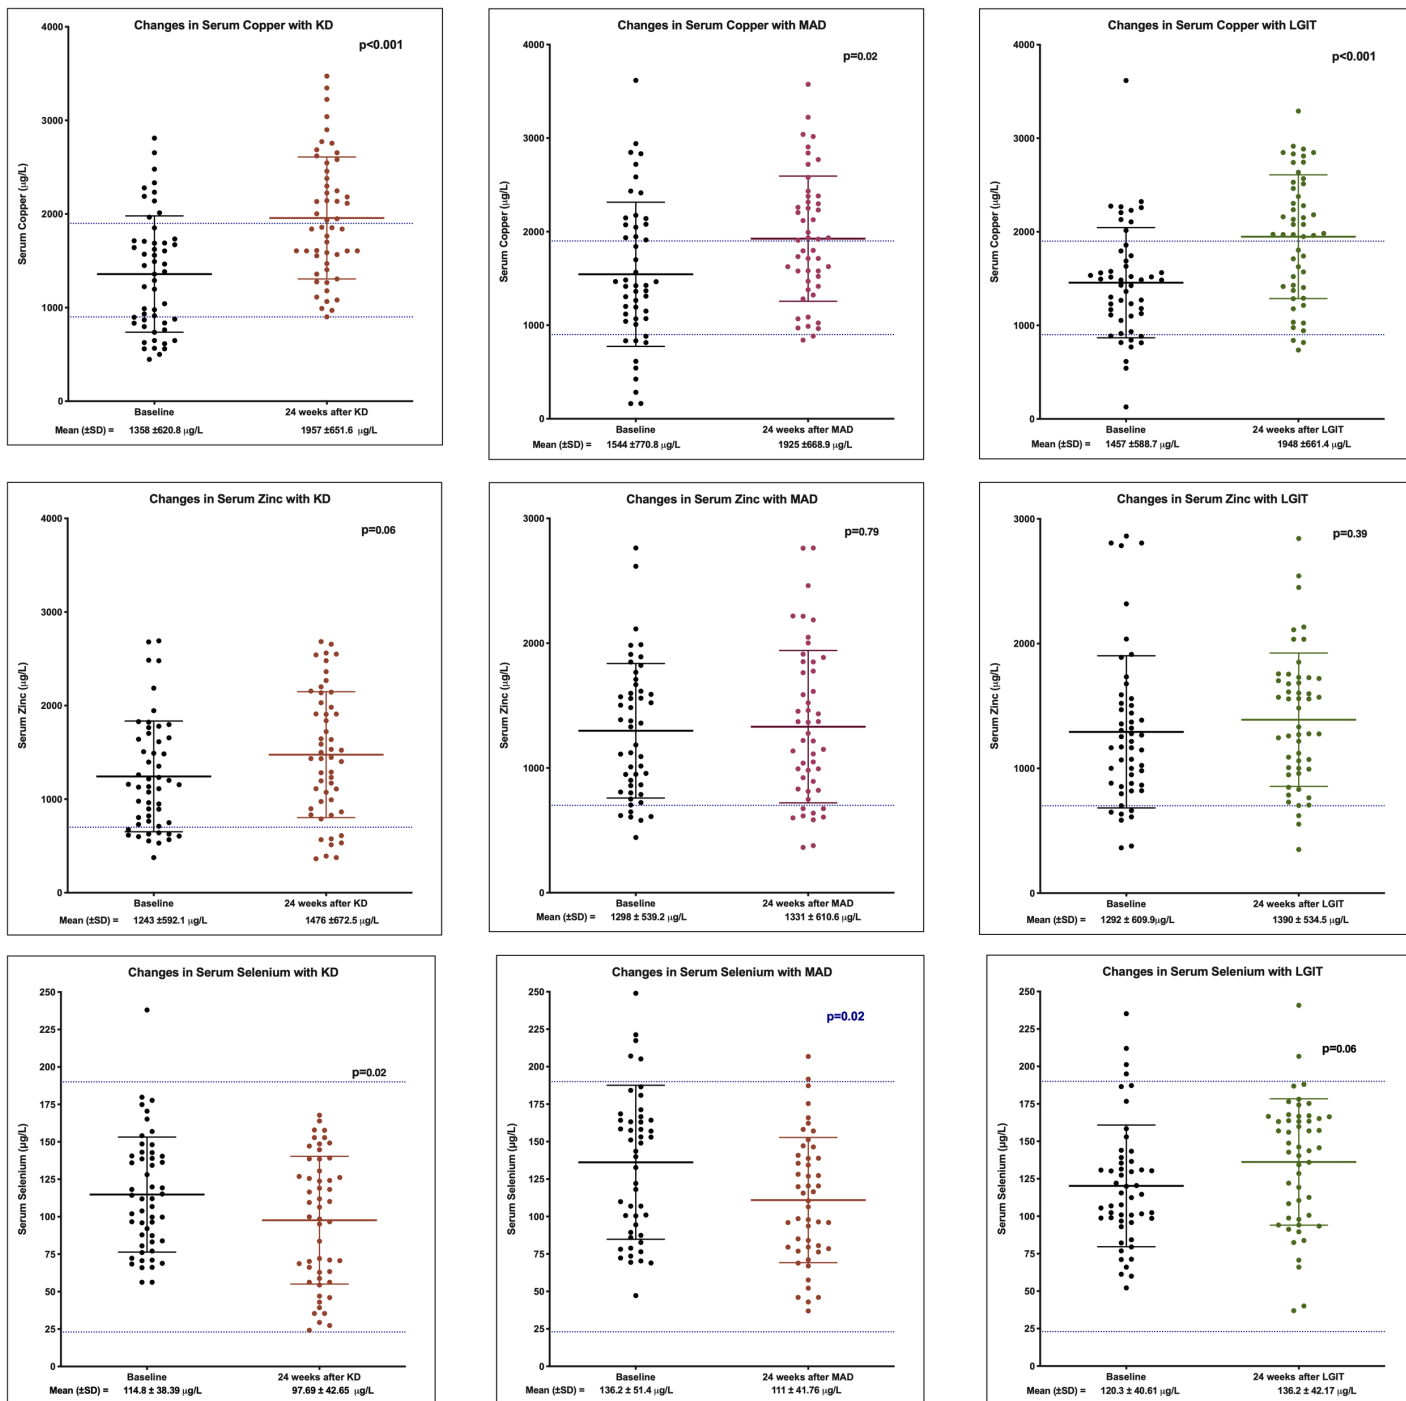 Changes in Serum Copper with KD
p<0.001
Serum Copper (µg/L)
4000
3000
2000
1000
0
Baseline
24 weeks after KD
Mean (±SD) = 1358 ±620.8 µg/L 1957 ±651.6 µg/L
Changes in Serum Copper with MAD
p=0.02
Serum Copper (µg/L)
4000
3000
2000
1000
0
Baseline
24 weeks after MAD
Mean (±SD) = 1544 ±770.8 µg/L 1925 ±668.9 µg/L
Changes in Serum Copper with LGIT
p<0.001
Serum Copper (µg/L)
4000
3000
2000
1000
0
Baseline
24 weeks after LGIT
Mean (±SD) = 1457 ±588.7 µg/L 1948 ±661.4 µg/L
Changes in Serum Zinc with KD
p=0.06
Serum Zinc (µg/L)
4000
3000
2000
1000
0
Baseline
24 weeks after KD
Mean (±SD) = 1243 ±592.1 µg/L 1476 ±672.5 µg/L
Changes in Serum Zinc with MAD
p=0.79
Serum Zinc (µg/L)
3000
2000
1000
0
Baseline
24 weeks after MAD
Mean (±SD) = 1298 ± 539.2 µg/L 1331 ± 610.6 µg/L
Changes in Serum Zinc with LGIT
p=0.39
Serum Zinc (µg/L)
3000
2000
1000
0
Baseline
24 weeks after LGIT
Mean (±SD) = 1292 ± 609.9µg/L 1390 ± 534.5 µg/L
Changes in Serum Selenium with KD
p=0.02
Serum Selenium (µg/L)
250
225
200
175
150
125
100
75
50
25
0
Baseline
24 weeks after KD
Mean (±SD) = 114.8 ± 38.39 µg/L 97.69 ± 42.65 µg/L
Changes in Serum Selenium with MAD
p=0.02
Serum Selenium (µg/L)
250
225
200
175
150
125
100
75
50
25
0
Baseline
24 weeks after MAD
Mean (±SD) = 136.2 ± 51.4 µg/L 111 ± 41.76 µg/L
Changes in Serum Selenium with LGIT
p=0.06
Serum Selenium (µg/L)
250
225
200
175
150
125
100
75
50
25
0
Baseline
24 weeks after LGIT
Mean (±SD) = 120.3 ± 40.61 µg/L 136.2 ± 42.17 µg/L